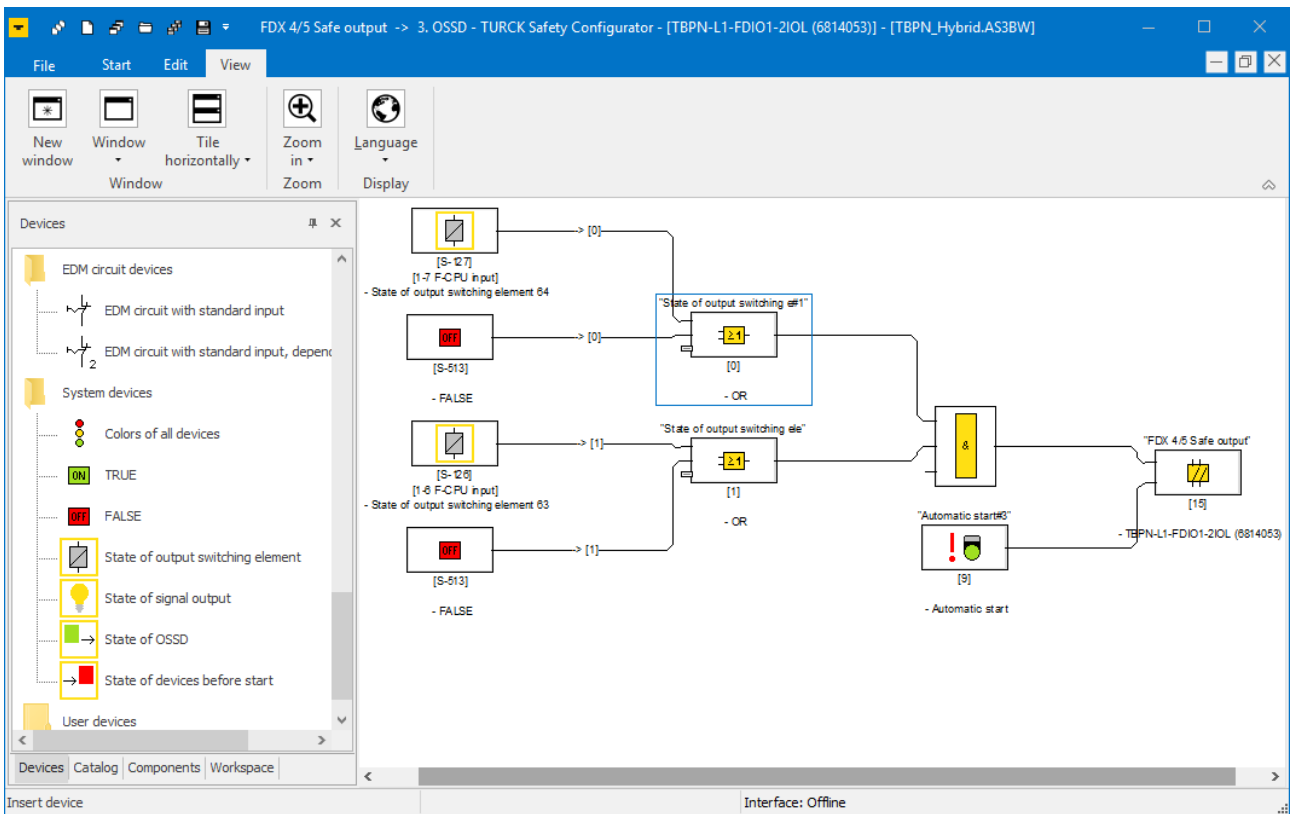 FDX 4/5 Safe output -> 3. OSSD - TURCK Safety Configurator - [TBPN-L1-FDIO1-2IOL (6814053)] - [TBPN_Hybrid.AS3BW]
File Start Edit View
New window
Window
Tile horizontally
Zoom in
Language
Window Zoom Display
Devices
EDM circuit devices
EDM circuit with standard input
EDM circuit with standard input, depend
2
System devices
Colors of all devices
ON TRUE
OFF FALSE
State of output switching element
State of signal output
State of OSSD
State of devices before start
User devices
Devices Catalog Components Workspace
-> [0]
[S-127]
[1-7 F-CPU input]
- State of output switching element 64
OFF
-> [0]
[S-513]
- FALSE
"State of output switching e#1"
≥1
[0]
- OR
-> [1]
[S-126]
[1-6 F-CPU input]
- State of output switching element 63
OFF
-> [1]
[S-513]
- FALSE
"State of output switching ele"
≥1
[1]
- OR
&
"Automatic start#3"
[9]
- Automatic start
"FDX 4/5 Safe output"
[15]
- TBPN-L1-FDIO1-2IOL (6814053)
Insert device
Interface: Offline